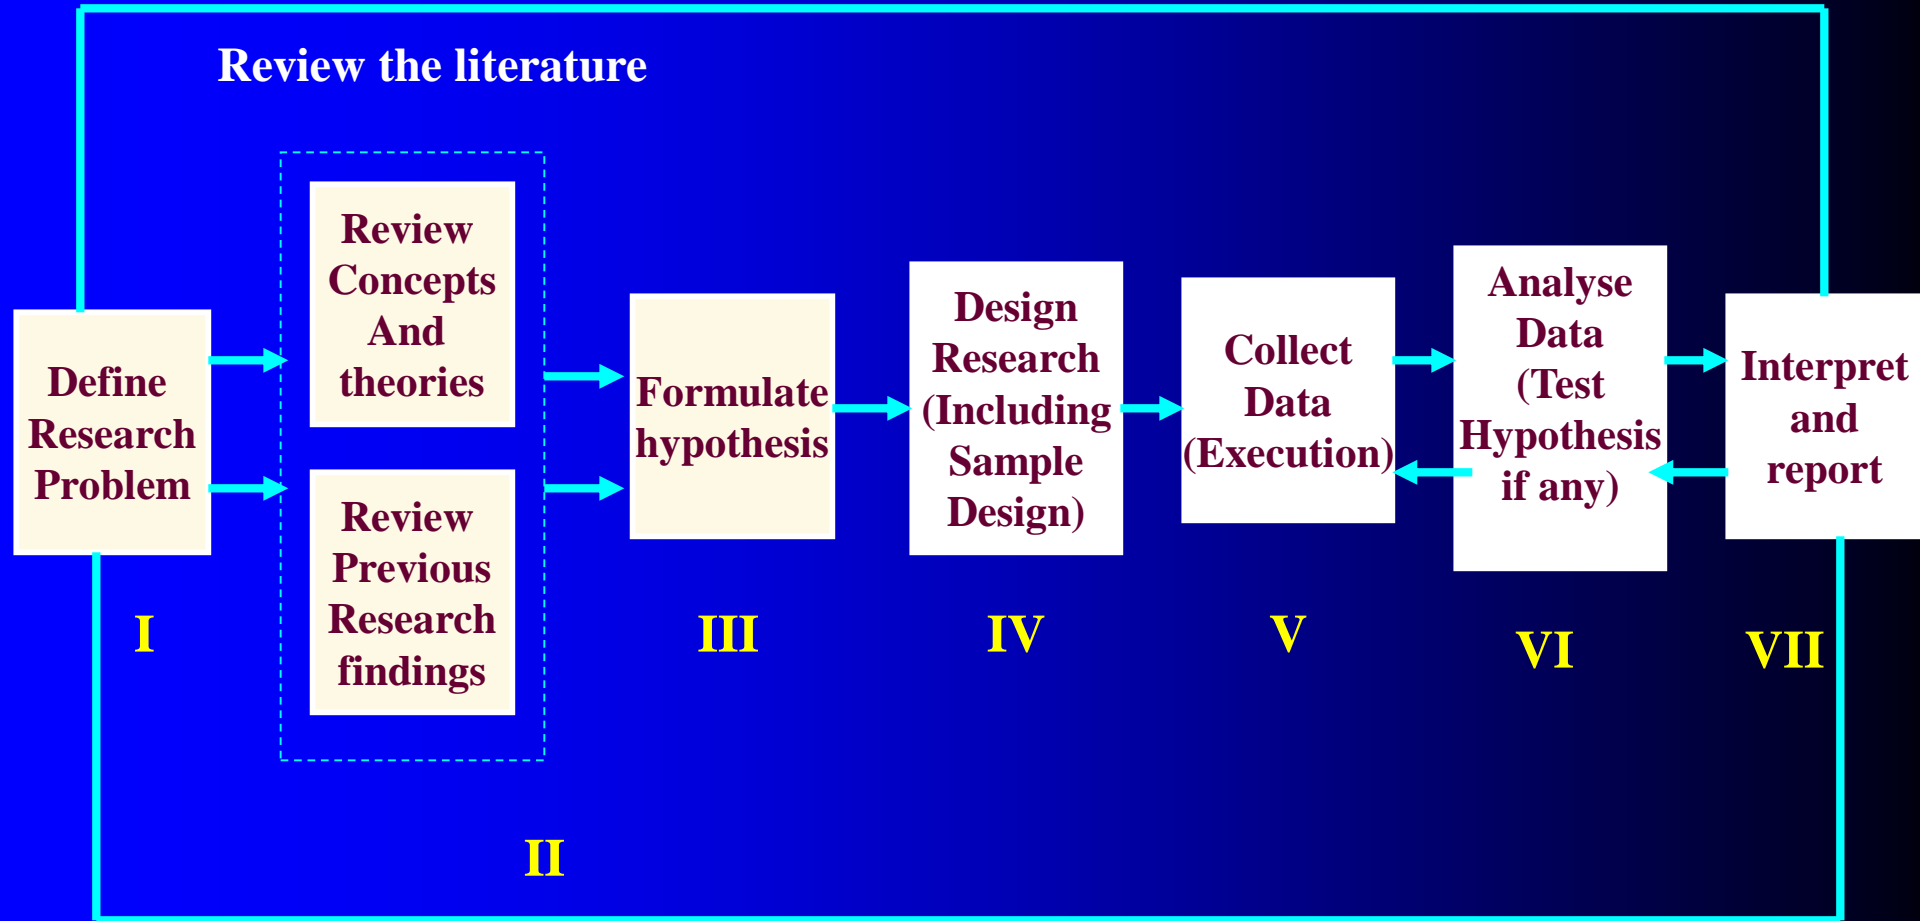 Review the literature
Define
Research
Problem
Review
Concepts
And
theories
Review
Previous
Research
findings
Formulate
hypothesis
Design
Research
(Including
Sample
Design)
Collect
Data
(Execution)
Analyse
Data
(Test
Hypothesis
if any)
Interpret
and
report
I
II
III
IV
V
VI
VII